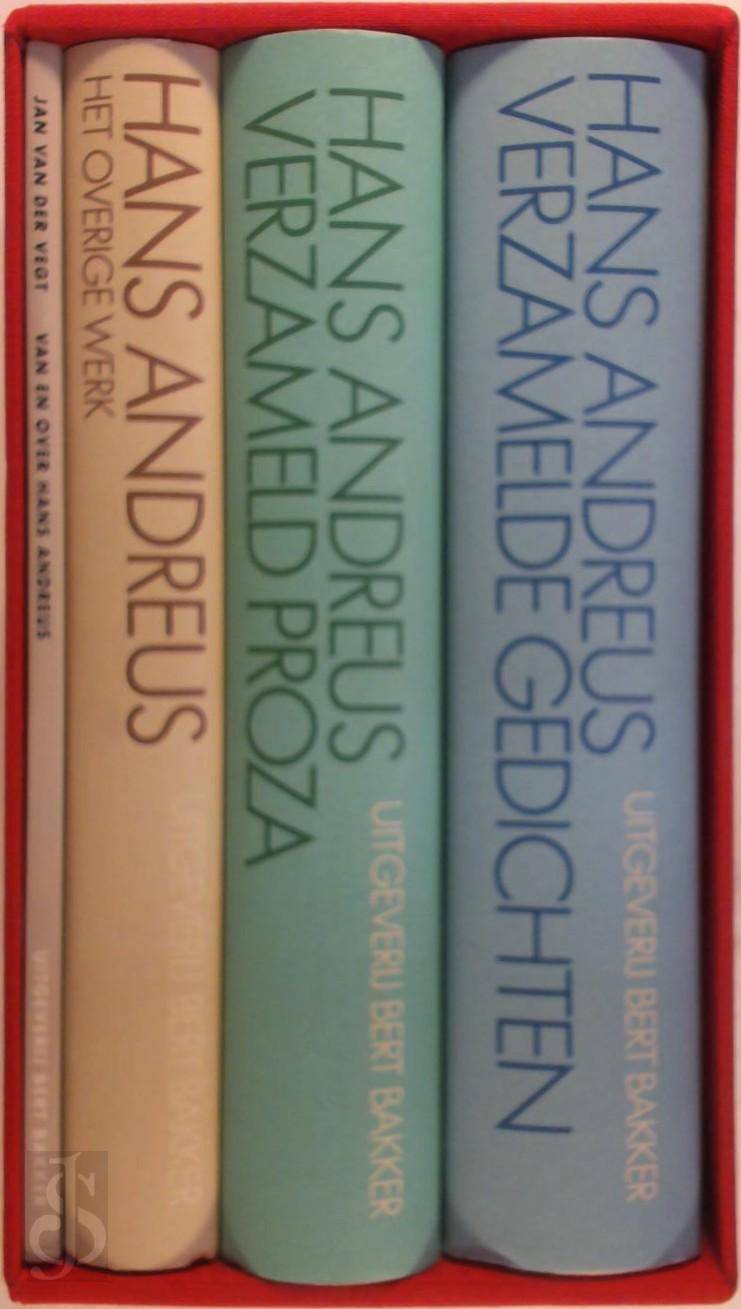 JAN VAN DER VEGT VAN EN OVER HANS ANDREUS UITGEVERIJ BERT BAKKER
HANS ANDREUS
HET OVERIGE WERK
UITGEVERIJ BERT BAKKER
HANS ANDREUS
VERZAMELD PROZA
UITGEVERIJ BERT BAKKER
HANS ANDREUS
VERZAMELDE GEDICHTEN
UITGEVERIJ BERT BAKKER